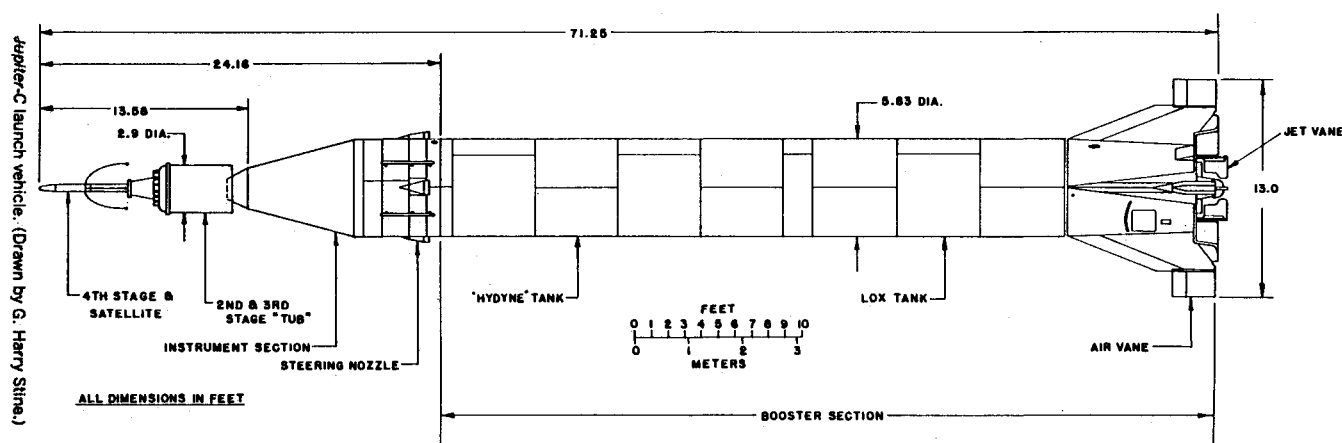 71.25
24.16
13.58
2.9 DIA.
5.83 DIA.
JET VANE
13.0
4TH STAGE &
SATELLITE
2ND & 3RD
STAGE "TUB"
"HYDYNE" TANK
LOX TANK
INSTRUMENT SECTION
STEERING NOZZLE
FEET
0 1 2 3 4 5 6 7 8 9 10
0 1 2 3
METERS
AIR VANE
ALL DIMENSIONS IN FEET
BOOSTER SECTION
Jupiter-C launch vehicle. (Drawn by G. Harry Stine.)